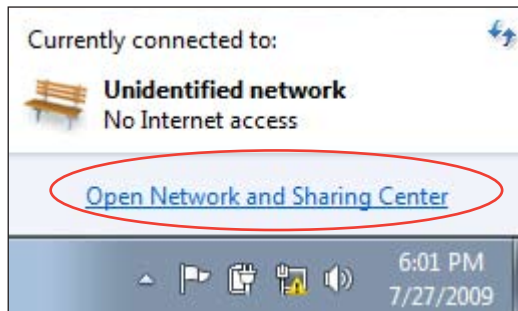 Currently connected to:
Unidentified network
No Internet access
Open Network and Sharing Center
6:01 PM
7/27/2009